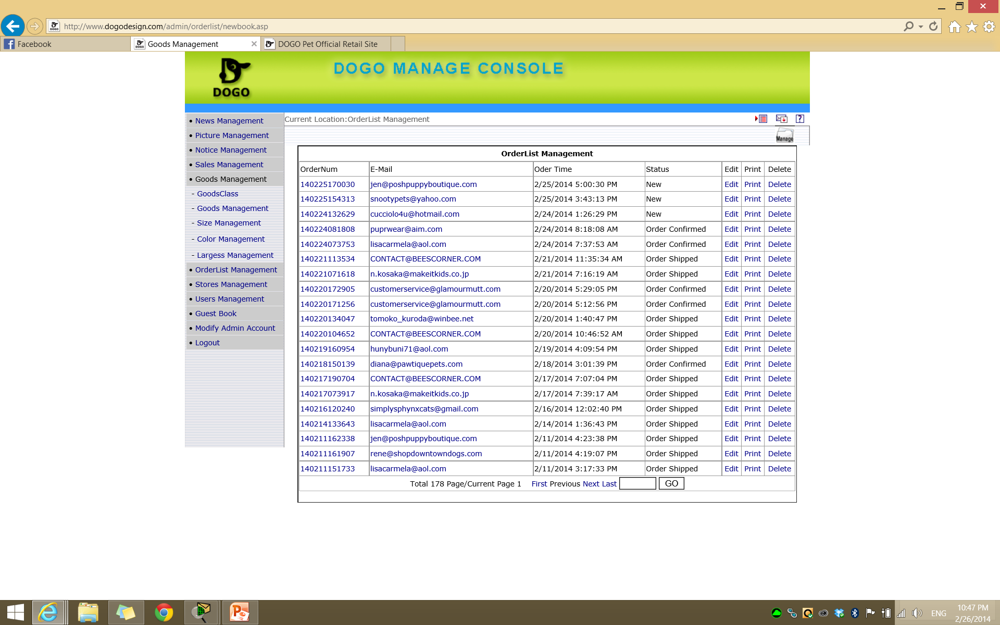 http://www.dogodesign.com/admin/orderlist/newbook.asp
Facebook
Goods Management
DOGO Pet Official Retail Site
DOGO
DOGO MANAGE CONSOLE
Current Location:OrderList Management
Manage
• News Management
• Picture Management
• Notice Management
• Sales Management
• Goods Management
- GoodsClass
- Goods Management
- Size Management
- Color Management
- Largess Management
• OrderList Management
• Stores Management
• Users Management
• Guest Book
• Modify Admin Account
• Logout
OrderList Management
OrderNum E-Mail Oder Time Status Edit Print Delete
140225170030 jen@poshpuppyboutique.com 2/25/2014 5:00:30 PM New Edit Print Delete
140225154313 snootypets@yahoo.com 2/25/2014 3:43:13 PM New Edit Print Delete
140224132629 cucciolo4u@hotmail.com 2/24/2014 1:26:29 PM New Edit Print Delete
140224081808 puprwear@aim.com 2/24/2014 8:18:08 AM Order Confirmed Edit Print Delete
140224073753 lisacarmela@aol.com 2/24/2014 7:37:53 AM Order Confirmed Edit Print Delete
140221113534 CONTACT@BEESCORNER.COM 2/21/2014 11:35:34 AM Order Shipped Edit Print Delete
140221071618 n.kosaka@makeitkids.co.jp 2/21/2014 7:16:19 AM Order Shipped Edit Print Delete
140220172905 customerservice@glamourmutt.com 2/20/2014 5:29:05 PM Order Confirmed Edit Print Delete
140220171256 customerservice@glamourmutt.com 2/20/2014 5:12:56 PM Order Confirmed Edit Print Delete
140220134047 tomoko_kuroda@winbee.net 2/20/2014 1:40:47 PM Order Shipped Edit Print Delete
140220104652 CONTACT@BEESCORNER.COM 2/20/2014 10:46:52 AM Order Shipped Edit Print Delete
140219160954 hunybuni71@aol.com 2/19/2014 4:09:54 PM Order Shipped Edit Print Delete
140218150139 diana@pawtiquepets.com 2/18/2014 3:01:39 PM Order Confirmed Edit Print Delete
140217190704 CONTACT@BEESCORNER.COM 2/17/2014 7:07:04 PM Order Shipped Edit Print Delete
140217073917 n.kosaka@makeitkids.co.jp 2/17/2014 7:39:17 AM Order Shipped Edit Print Delete
140216120240 simplysphynxcats@gmail.com 2/16/2014 12:02:40 PM Order Shipped Edit Print Delete
140214133643 lisacarmela@aol.com 2/14/2014 1:36:43 PM Order Shipped Edit Print Delete
140211162338 jen@poshpuppyboutique.com 2/11/2014 4:23:38 PM Order Shipped Edit Print Delete
140211161907 rene@shopdowntowndogs.com 2/11/2014 4:19:07 PM Order Shipped Edit Print Delete
140211151733 lisacarmela@aol.com 2/11/2014 3:17:33 PM Order Shipped Edit Print Delete
Total 178 Page/Current Page 1 First Previous Next Last GO
ENG
10:47 PM
2/26/2014